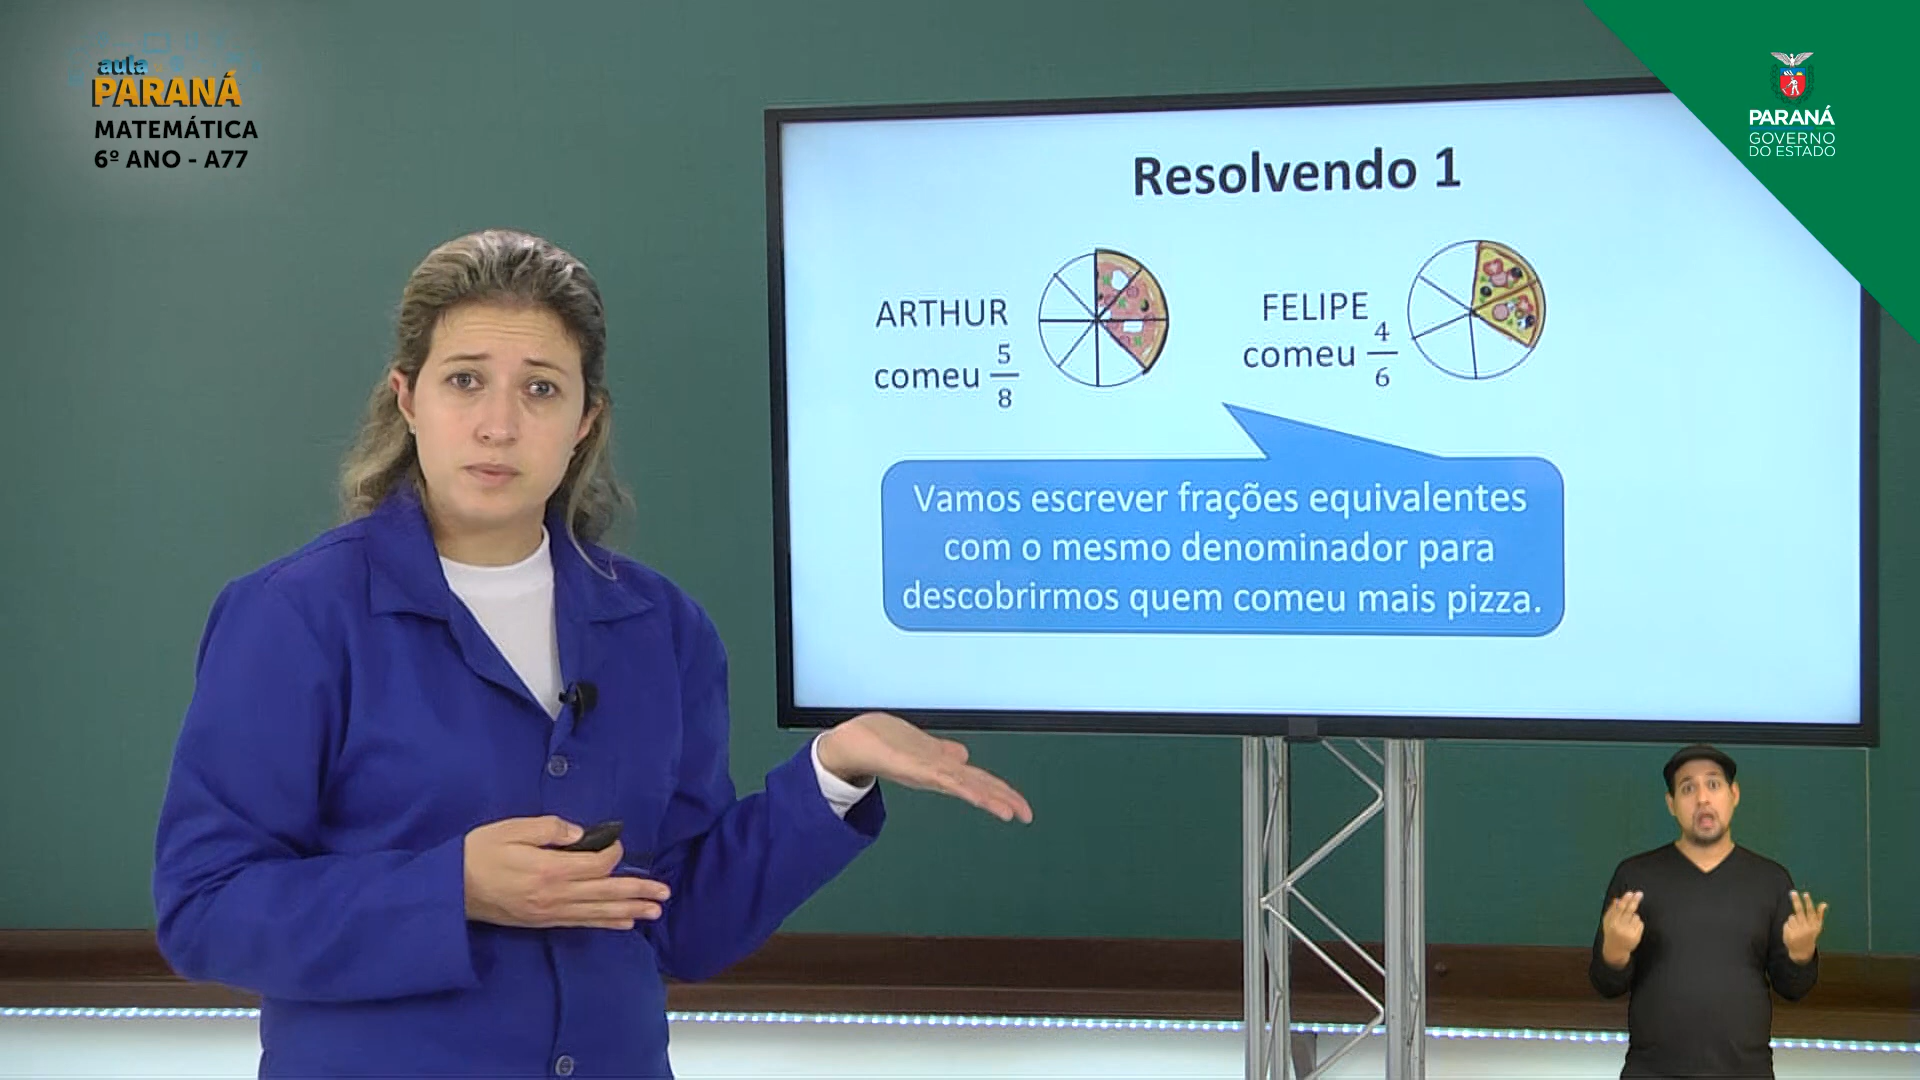 aula
PARANÁ
MATEMÁTICA
6º ANO - A77
PARANÁ
GOVERNO
DO ESTADO
Resolvendo 1
ARTHUR
comeu 5/8
FELIPE
comeu 4/6
Vamos escrever frações equivalentes
com o mesmo denominador para
descobrirmos quem comeu mais pizza.